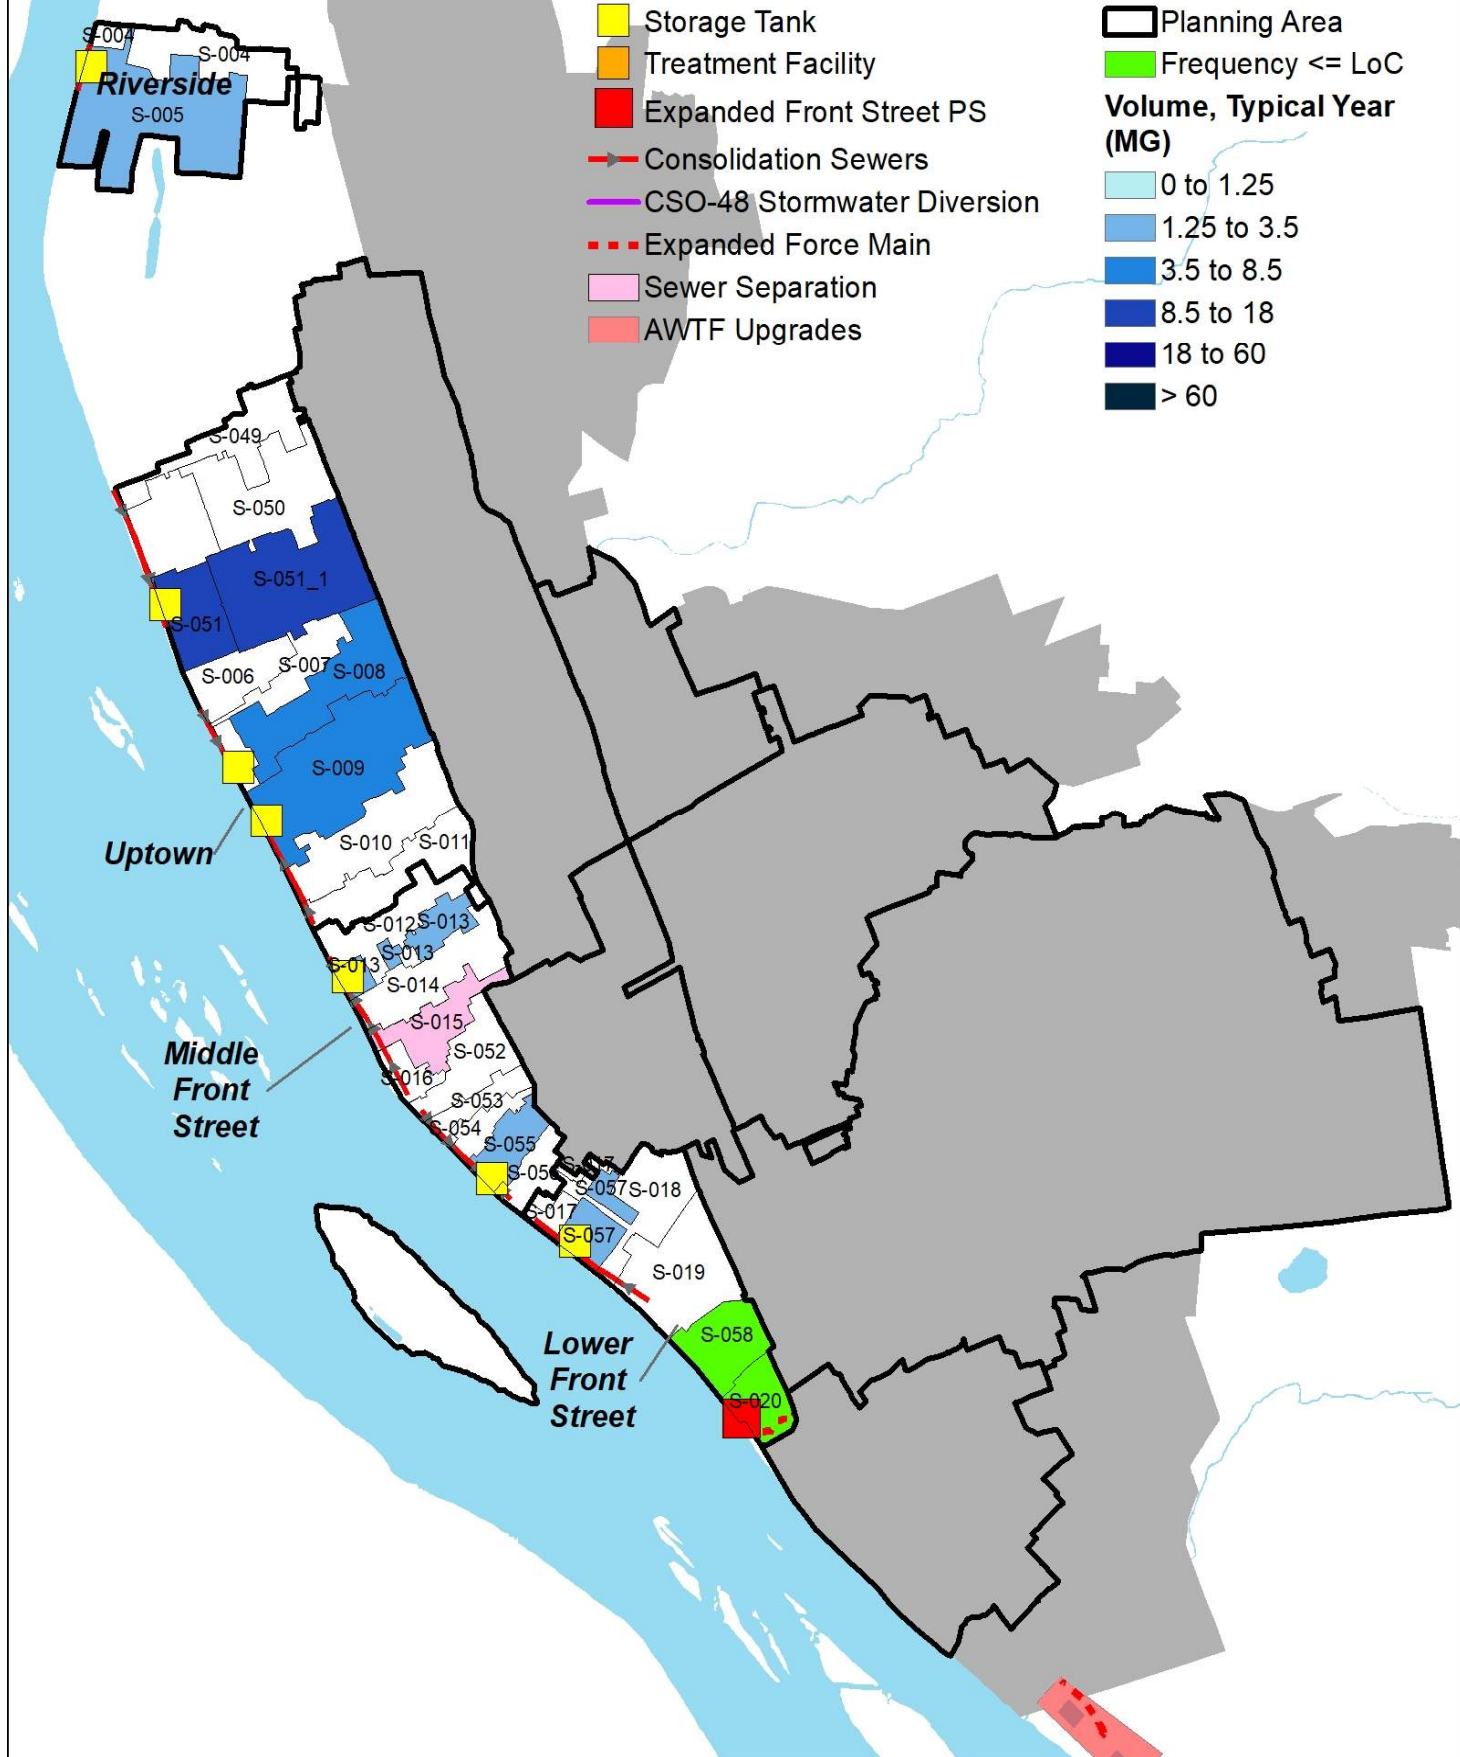 Storage Tank
Treatment Facility
Expanded Front Street PS
Consolidation Sewers
CSO-48 Stormwater Diversion
Expanded Force Main
Sewer Separation
AWTF Upgrades
Planning Area
Frequency <= LoC
Volume, Typical Year
(MG)
0 to 1.25
1.25 to 3.5
3.5 to 8.5
8.5 to 18
18 to 60
> 60
S-004
S-004
Riverside
S-005
S-049
S-050
S-051_1
S-051
S-006
S-007
S-008
S-009
Uptown
S-010
S-011
S-012
S-013
S-013
S-013
S-014
S-015
Middle
Front
Street
S-052
S-016
S-053
S-054
S-055
S-056
S-017
S-057
S-018
S-017
S-057
S-019
Lower
Front
Street
S-058
S-020